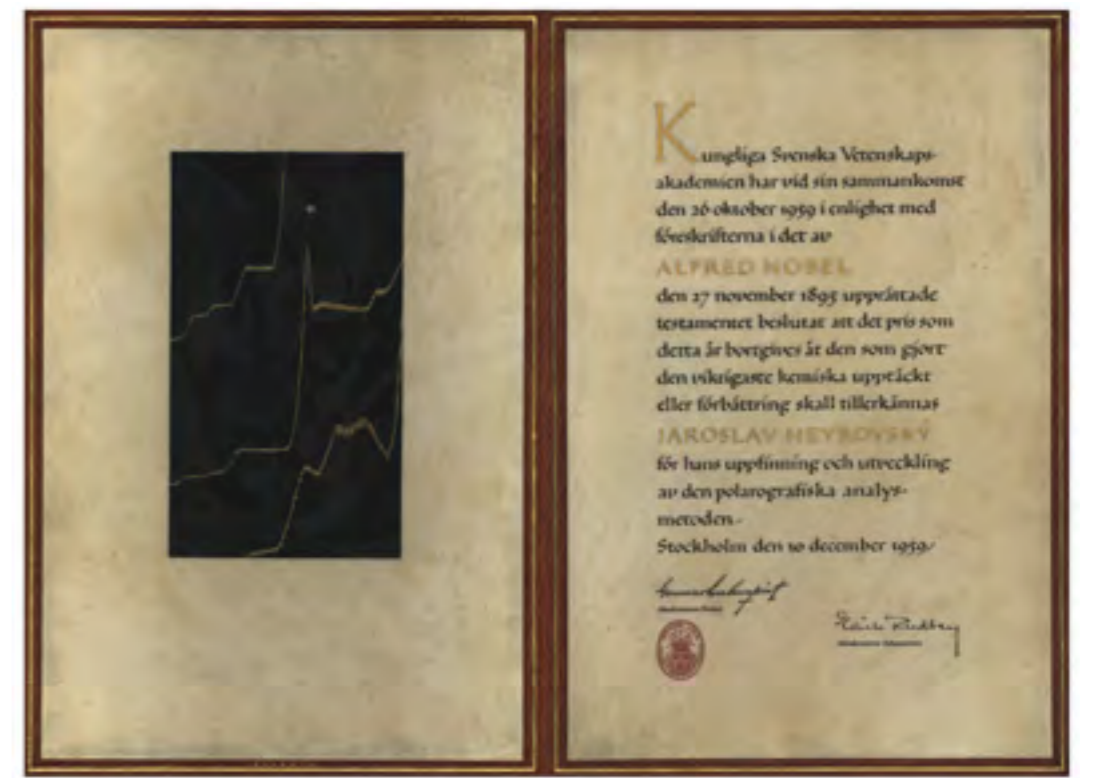 Kungliga Svenska Vetenskaps-
akademien har vid sin sammankomst
den 26 oktober 1959 i enlighet med
föreskrifterna i det av
ALFRED NOBEL
den 27 november 1895 upprättade
testamentet beslutat att det pris som
detta år bortgives åt den som gjort
den viktigaste kemiska upptäckt
eller förbättring skall tillerkännas
JAROSLAV HEYROVSKÝ
för hans uppfinning och utveckling
av den polarografiska analys-
metoden.
Stockholm den 10 december 1959.